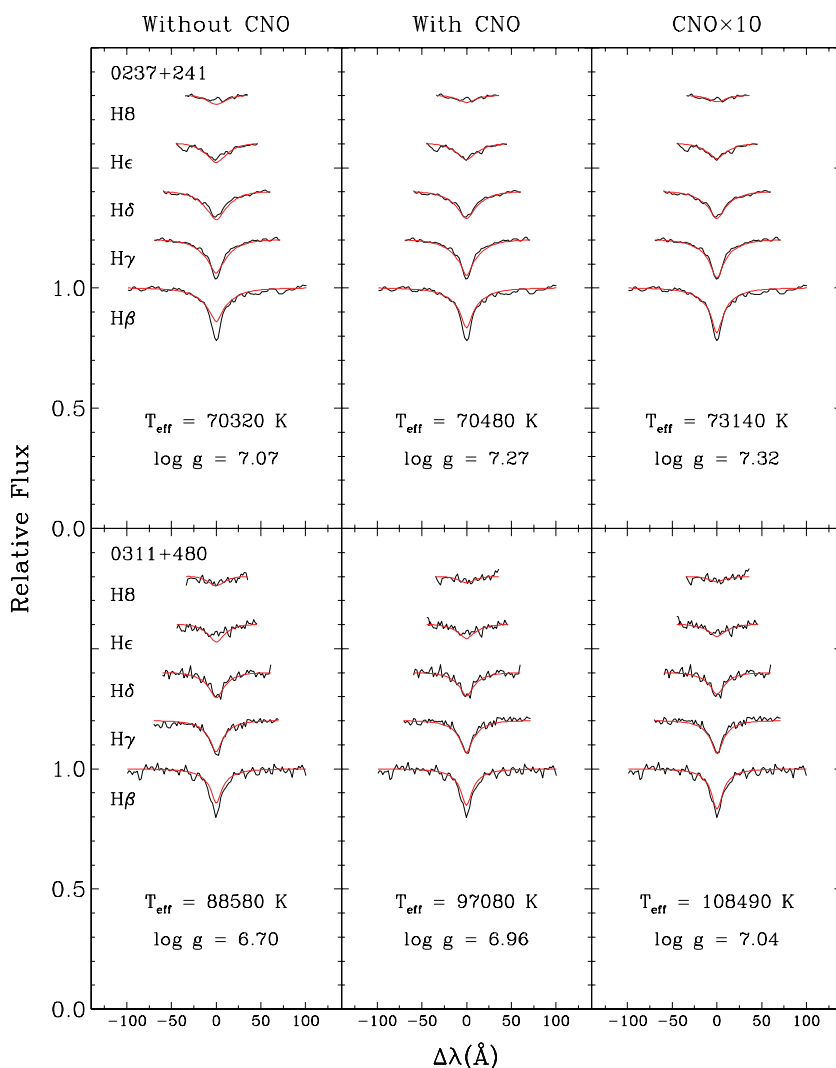 Without CNO With CNO CNO×10
0237+241
H8
Hϵ
Hδ
Hγ
1.0
Hβ
0.5
T_eff = 70320 K T_eff = 70480 K T_eff = 73140 K
log g = 7.07 log g = 7.27 log g = 7.32
Relative Flux
0.0
0311+480
H8
Hϵ
Hδ
Hγ
1.0
Hβ
0.5
T_eff = 88580 K T_eff = 97080 K T_eff = 108490 K
log g = 6.70 log g = 6.96 log g = 7.04
0.0
−100 −50 0 50 100 −100 −50 0 50 100 −100 −50 0 50 100
Δλ(Å)